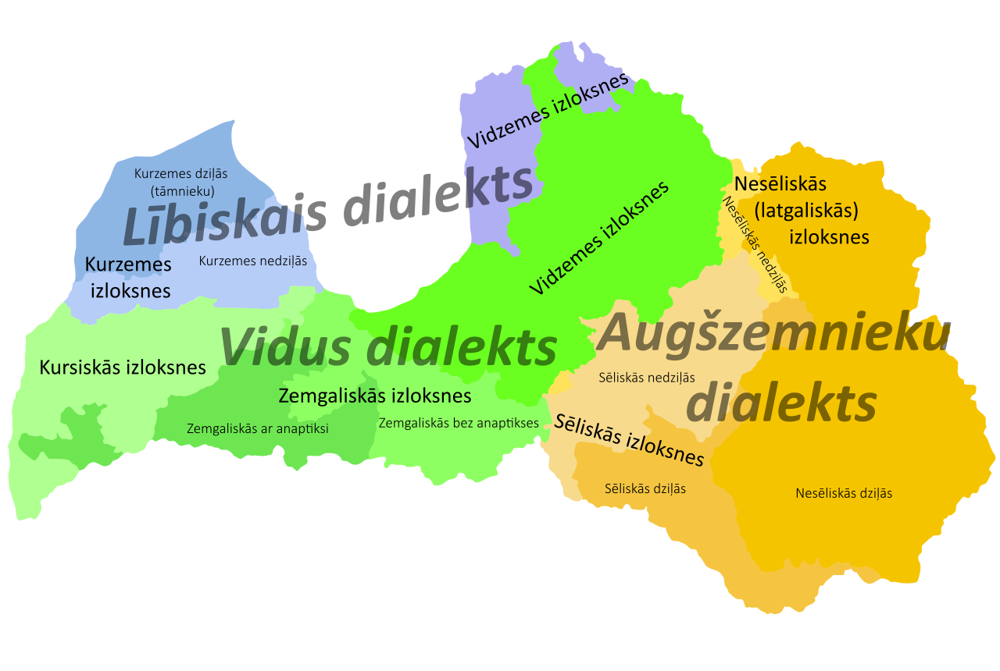 Vidzemes izloksnes
Kurzemes dziļās
(tāmnieku)
Lībiskais dialekts
Kurzemes
izloksnes
Kurzemes nedziļās
Vidzemes izloksnes
Nesēliskās
(latgaliskās)
izloksnes
Nesēliskās nedziļās
Vidus dialekts
Kursiskās izloksnes
Zemgaliskās izloksnes
Zemgaliskās ar anaptiksi
Zemgaliskās bez anaptikses
Augšzemnieku
dialekts
Sēliskās nedziļās
Sēliskās izloksnes
Sēliskās dziļās
Nesēliskās dziļās